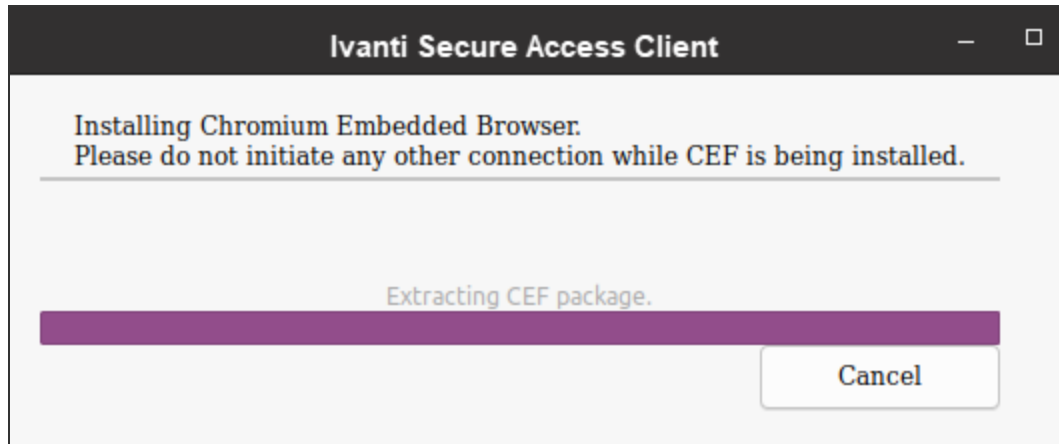 Ivanti Secure Access Client
Installing Chromium Embedded Browser.
Please do not initiate any other connection while CEF is being installed.
Extracting CEF package.
Cancel